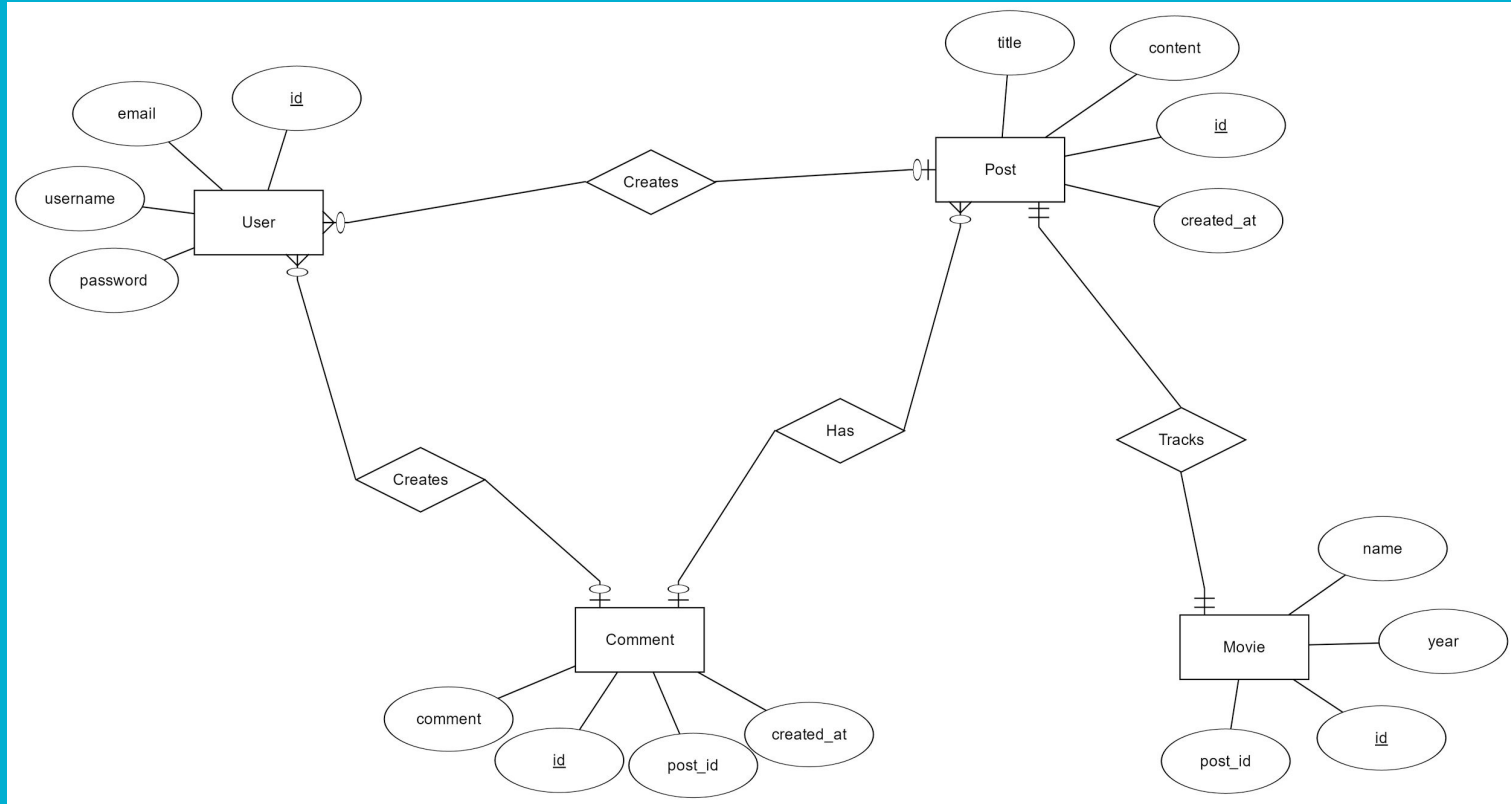 title
content
id
email
id
username
User
password
Creates
Post
created_at
Creates
Has
Tracks
name
Comment
Movie
year
comment
id
post_id
created_at
post_id
id